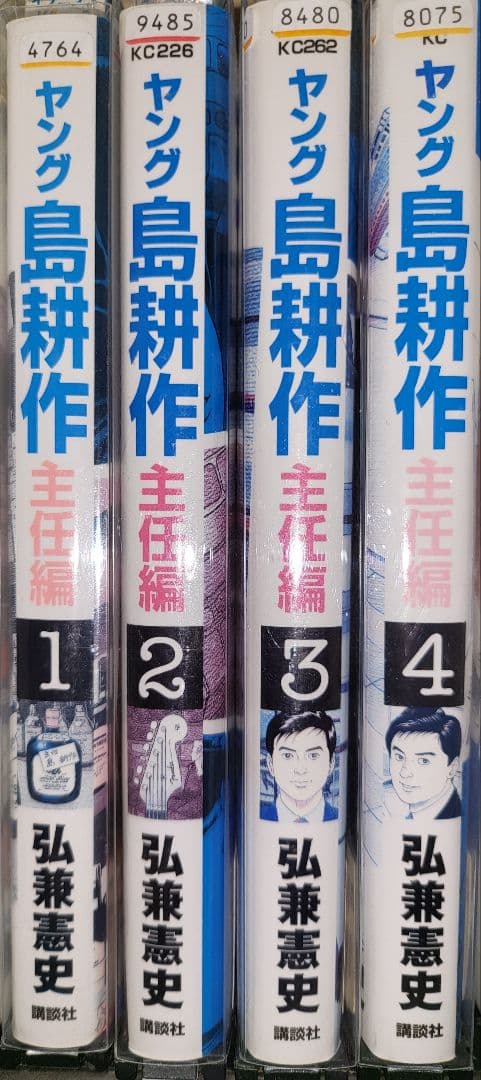 4764
ヤング
島耕作
主任編
1
弘兼憲史
講談社
9485
KC226
ヤング
島耕作
主任編
2
弘兼憲史
講談社
8480
KC262
ヤング
島耕作
主任編
3
弘兼憲史
講談社
8075
KC
ヤング
島耕作
主任編
4
弘兼憲史
講談社